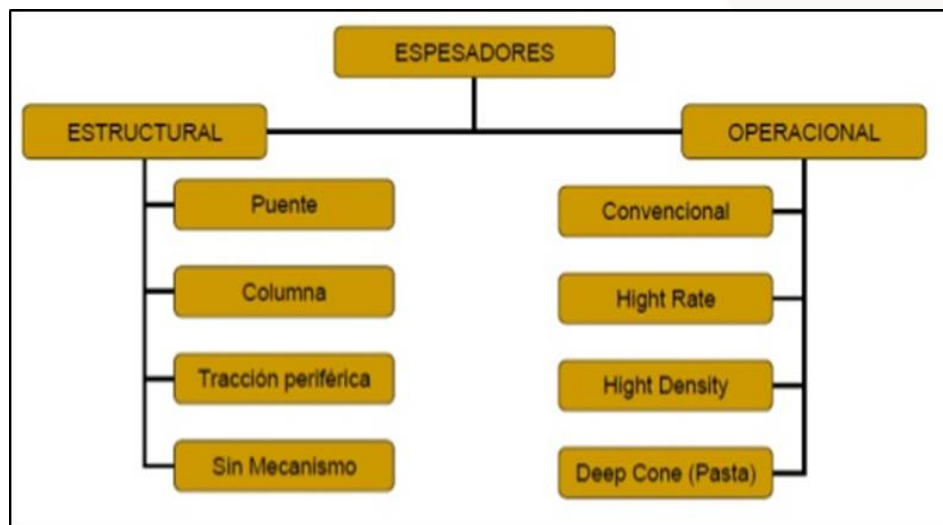 ESPESADORES
ESTRUCTURAL
Puente
Columna
Tracción periférica
Sin Mecanismo
OPERACIONAL
Convencional
Hight Rate
Hight Density
Deep Cone (Pasta)